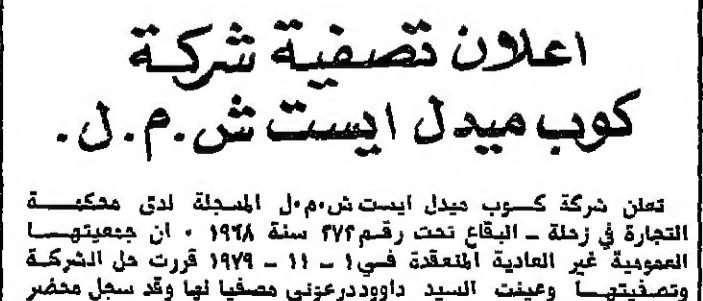 اعلان تصفية شركة
كوب ميدل ايست ش.م.ل.
تعلن شركة كوب ميدل ايست ش.م.ل المسجلة لدى محكمة
التجارة في زحلة - البقاع تحت رقم ٢٧٢ سنة ١٩٦٨ . ان جمعيتها
العمومية غير العادية المنعقدة في ١ - ١١ - ١٩٧٩ قررت حل الشركة
وتصفيتها وعينت السيد داوود درعوني مصفيا لها وقد سجل محضر